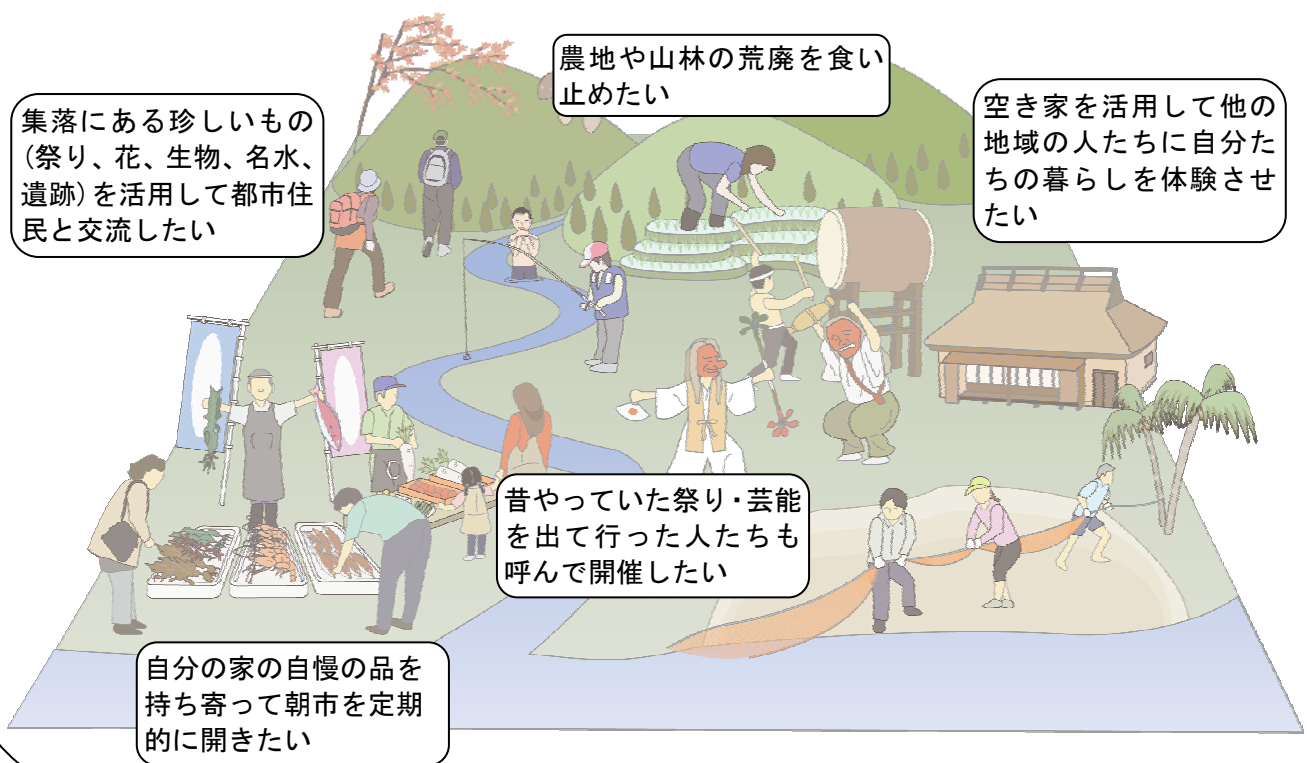 農地や山林の荒廃を食い
止めたい
集落にある珍しいもの
(祭り、花、生物、名水、
遺跡)を活用して都市住
民と交流したい
空き家を活用して他の
地域の人たちに自分た
ちの暮らしを体験させ
たい
昔やっていた祭り・芸能
を出て行った人たちも
呼んで開催したい
自分の家の自慢の品を
持ち寄って朝市を定期
的に開きたい